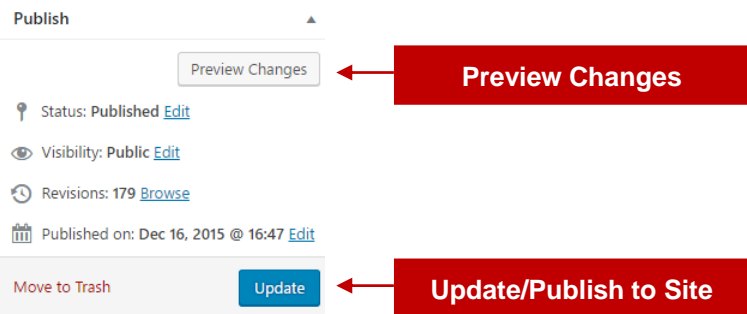 Publish
Preview Changes
Preview Changes
Status: Published Edit
Visibility: Public Edit
Revisions: 179 Browse
Published on: Dec 16, 2015 @ 16:47 Edit
Move to Trash
Update
Update/Publish to Site